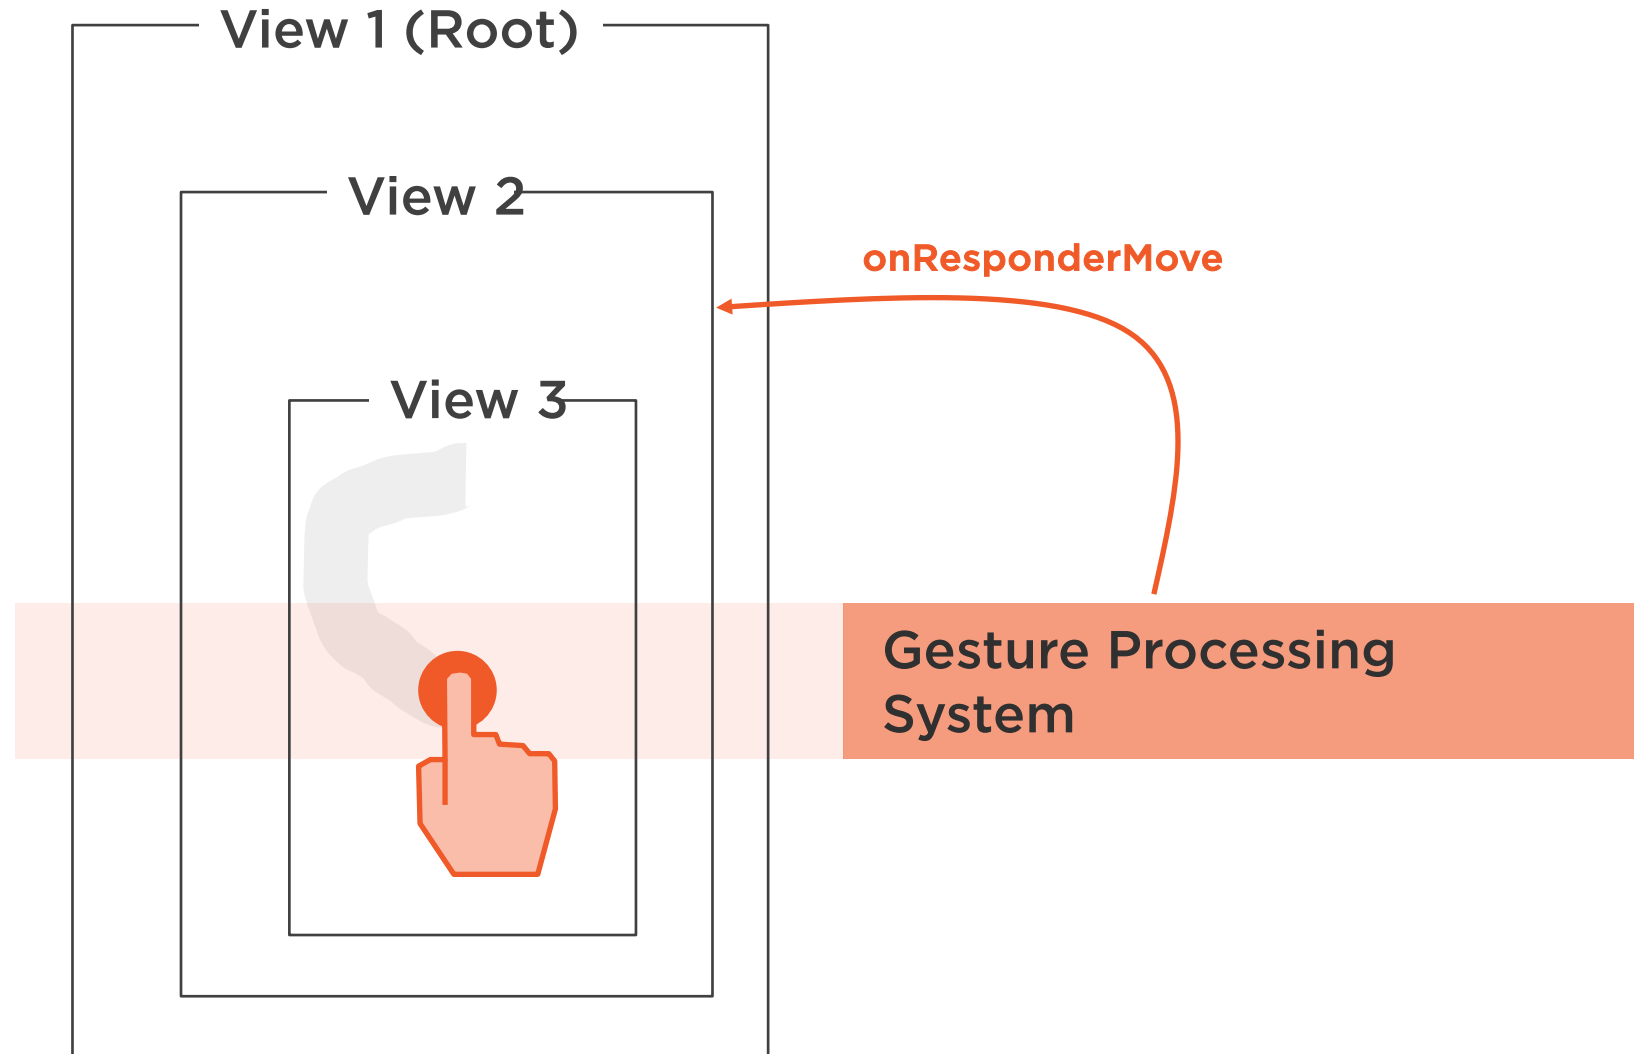 View 1 (Root)
View 2
onResponderMove
View 3
Gesture Processing
System